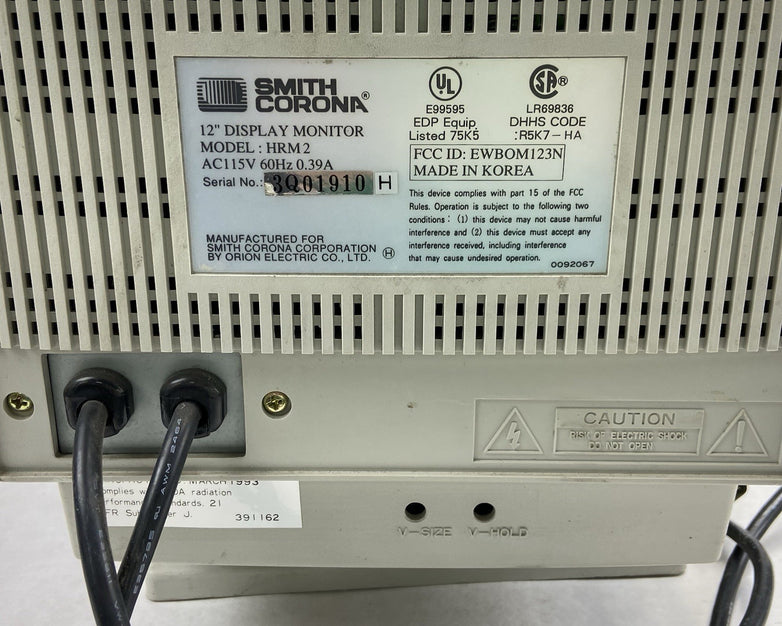 SMITH
CORONA®
12" DISPLAY MONITOR
MODEL : HRM 2
AC115V 60Hz 0.39A
Serial No.: 3Q01910 H
MANUFACTURED FOR
SMITH CORONA CORPORATION
BY ORION ELECTRIC CO., LTD. H
UL
E99595
EDP Equip
Listed 75K5
SA ®
LR69836
DHHS CODE
:R5K7-HA
FCC ID: EWBOM123N
MADE IN KOREA
This device complies with part 15 of the FCC
Rules. Operation is subject to the following two
conditions : (1) this device may not cause harmful
interference and (2) this device must accept any
interference received, including interference
that may cause undesired operation.
0092067
CAUTION
RISK OF ELECTRIC SHOCK
DO NOT OPEN
MARCH 1993
radiation
21
J.
391162
V-SIZE V-HOLD
AWM 2464